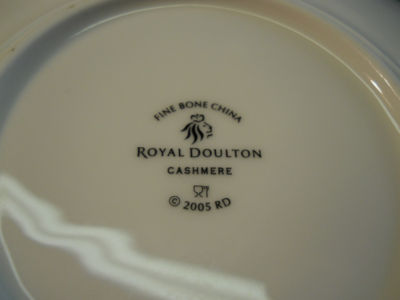 FINE BONE CHINA
ROYAL DOULTON
CASHMERE
© 2005 RD